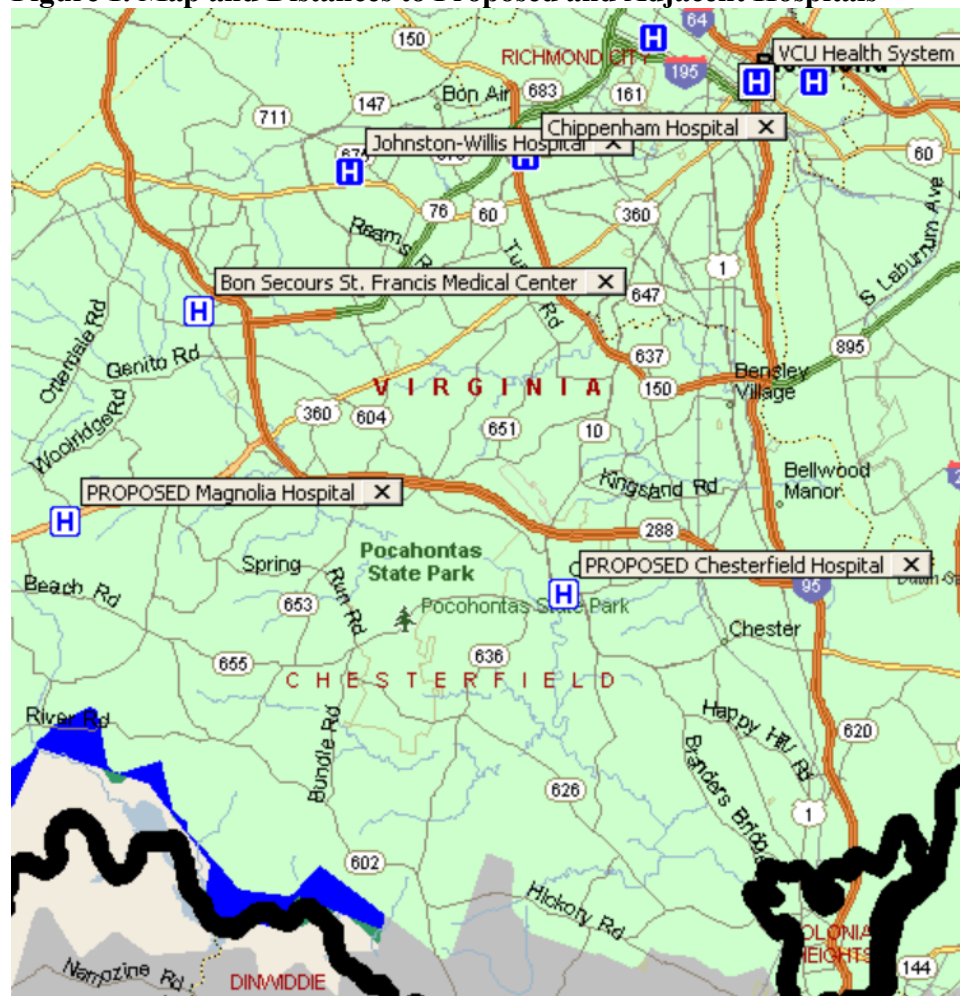 Figure 1. Map and Distances to Proposed and Adjacent Hospitals
64
150
H
VCU Health System
RICHMOND CITY
195
H
H
Bon Air
683
161
147
711
Chippenham Hospital X
Johnston-Willis Hospital X
H
H
60
76
60
360
Reams R
S Laburnum Ave
1
Bon Secours St. Francis Medical Center X
647
H
Tu
Rd
Otterdale Rd
Genito Rd
637
895
VIRGINIA
150
Bensley
Village
360
604
651
10
Woolridge Rd
Bellwood
Manor
Kingsland Rd
PROPOSED Magnolia Hospital X
H
288
Pocahontas
State Park
Spring
Run Rd
PROPOSED Chesterfield Hospital X
95
Beach Rd
H
653
Pocohontas State Park
Chester
655
636
CHESTERFIELD
River Rd
Happy Hill Rd
620
Bundle Rd
Branders Bridge
626
1
602
Hickory Rd
OLONIA
HEIGHTS
144
Namozine Rd
DINWIDDIE